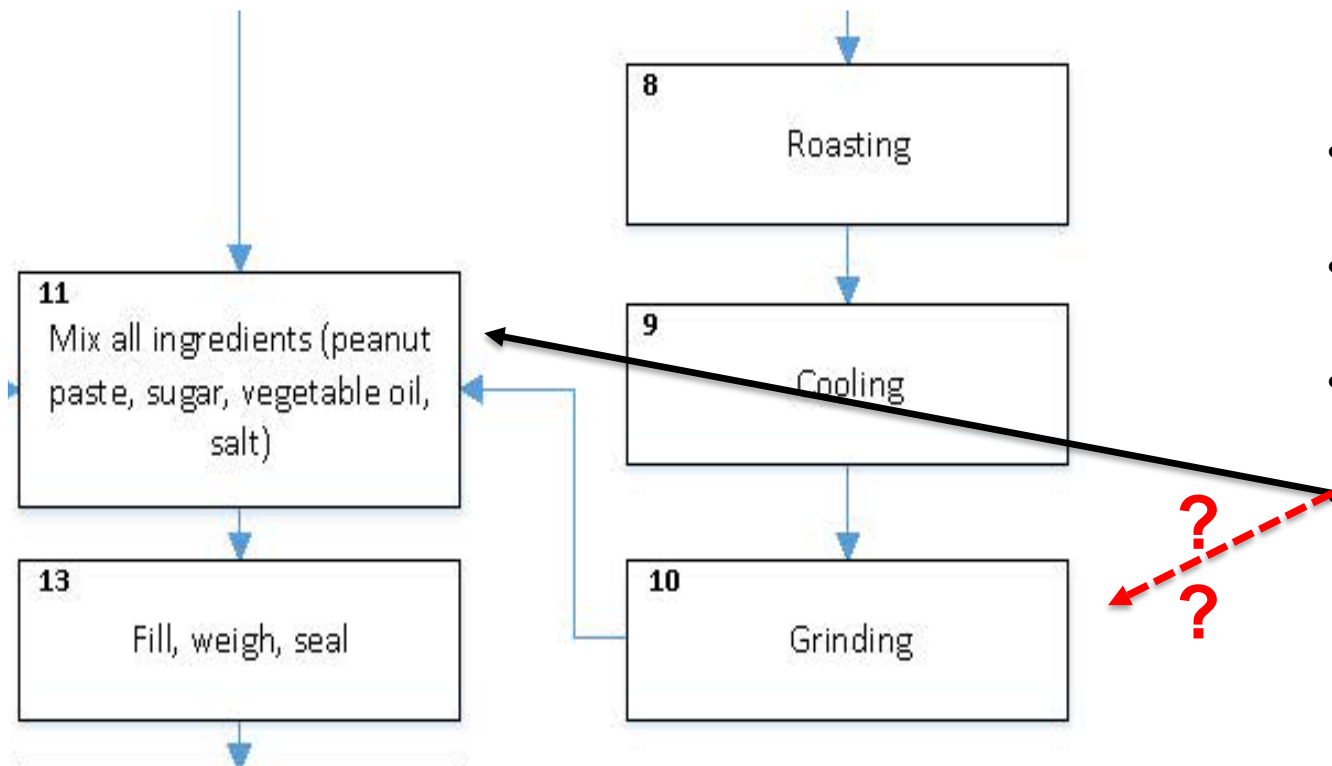 8
Roasting
11
Mix all ingredients (peanut
paste, sugar, vegetable oil,
salt)
9
Cooling
13
Fill, weigh, seal
10
Grinding
?
?